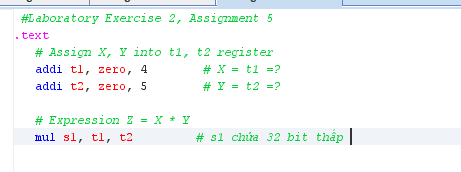 #Laboratory Exercise 2, Assignment 5
.text
# Assign X, Y into t1, t2 register
addi t1, zero, 4 # X = t1 =?
addi t2, zero, 5 # Y = t2 =?
# Expression Z = X * Y
mul s1, t1, t2 # s1 chứa 32 bit thấp